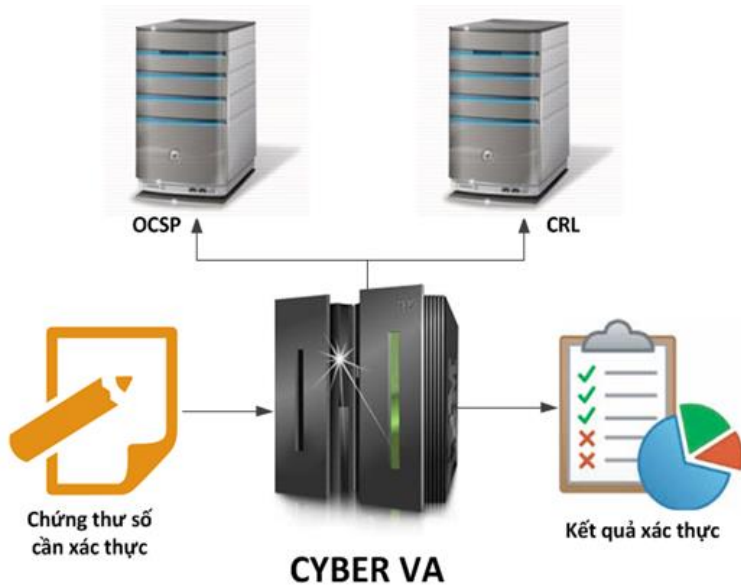 OCSP
CRL
Chứng thư số
cần xác thực
Kết quả xác thực
CYBER VA